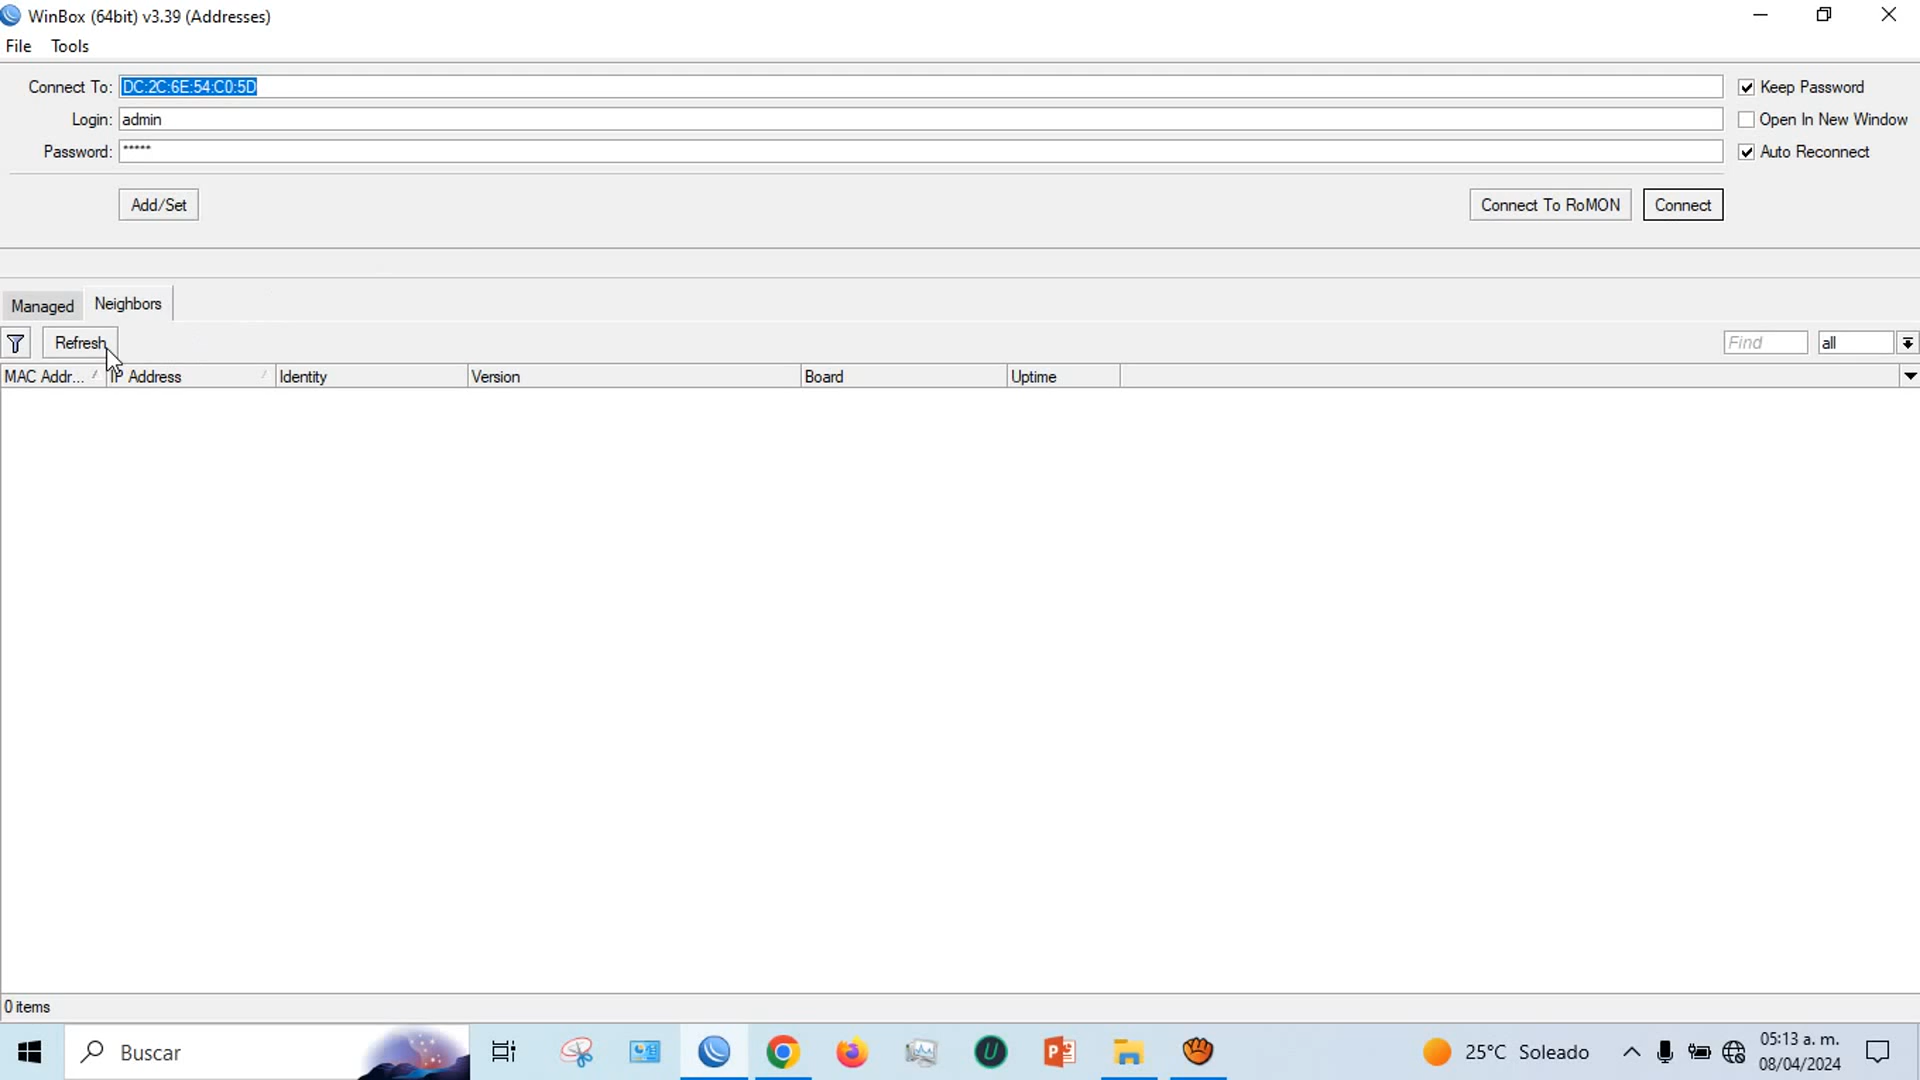 WinBox (64bit) v3.39 (Addresses)
File Tools
Connect To: DC:2C:6E:54:C0:5D Keep Password
Login: admin Open In New Window
Password: ***** Auto Reconnect
Add/Set Connect To RoMON Connect
Managed Neighbors
Refresh Find all
MAC Addr... IP Address Identity Version Board Uptime
0 items
Buscar 25°C Soleado 05:13 a. m.
08/04/2024